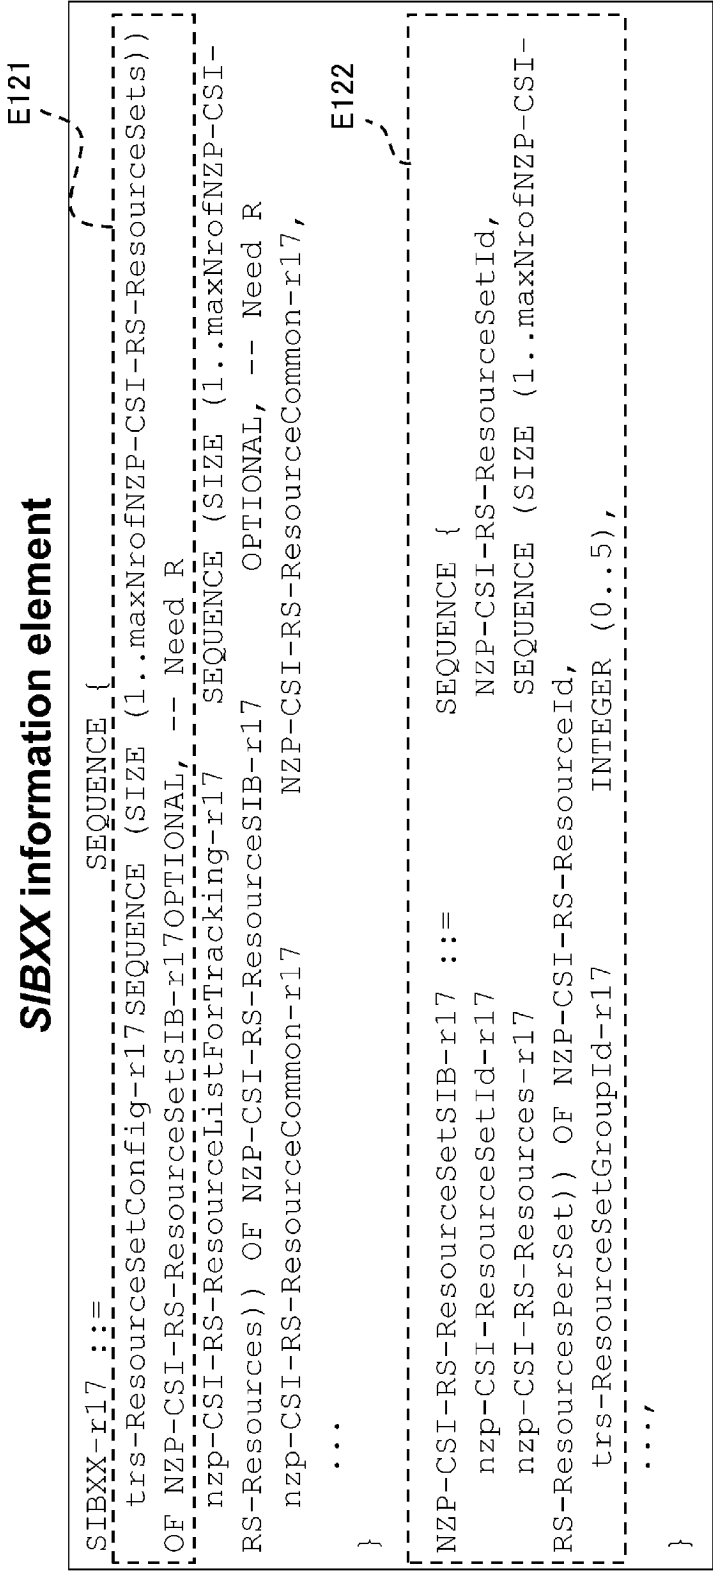 SIBXX information element
E121
SIBXX-r17 ::= SEQUENCE {
trs-ResourceSetConfig-r17SEQUENCE (SIZE (1..maxNrofNZP-CSI-RS-ResourceSets))
OF NZP-CSI-RS-ResourceSetSIB-r17OPTIONAL, -- Need R
nzp-CSI-RS-ResourceListForTracking-r17 SEQUENCE (SIZE (1..maxNrofNZP-CSI-
RS-Resources)) OF NZP-CSI-RS-ResourceSIB-r17 OPTIONAL, -- Need R
nzp-CSI-RS-ResourceCommon-r17 NZP-CSI-RS-ResourceCommon-r17,
...
}
E122
NZP-CSI-RS-ResourceSetSIB-r17 ::= SEQUENCE {
nzp-CSI-ResourceSetId-r17 NZP-CSI-RS-ResourceSetId,
nzp-CSI-RS-Resources-r17 SEQUENCE (SIZE (1..maxNrofNZP-CSI-
RS-ResourcesPerSet)) OF NZP-CSI-RS-ResourceId,
trs-ResourceSetGroupId-r17 INTEGER (0..5),
...,
}